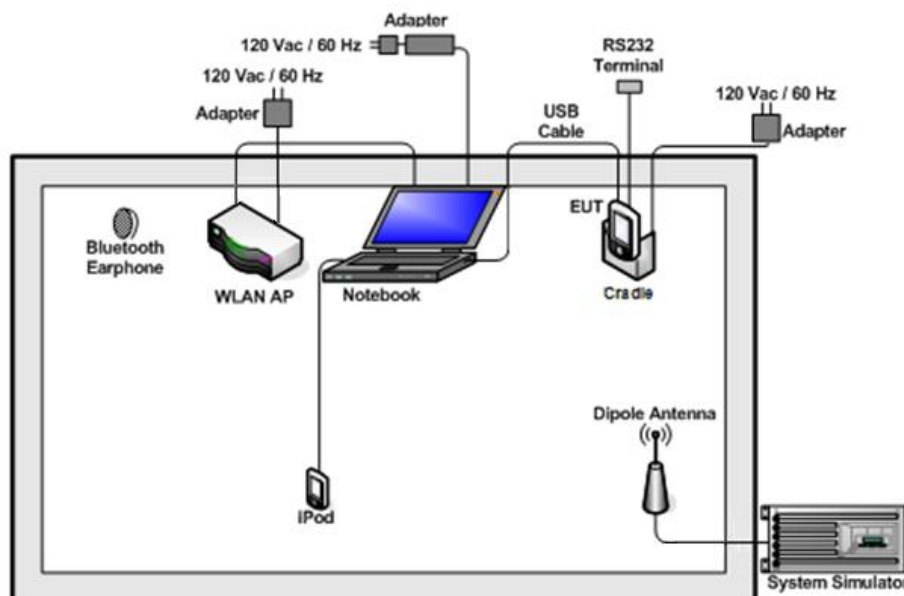 Adapter
120 Vac / 60 Hz
RS232
Terminal
120 Vac / 60 Hz
Adapter
USB
Cable
120 Vac / 60 Hz
Adapter
EUT
Bluetooth
Earphone
WLAN AP
Notebook
Cradle
Dipole Antenna
iPod
System Simulator